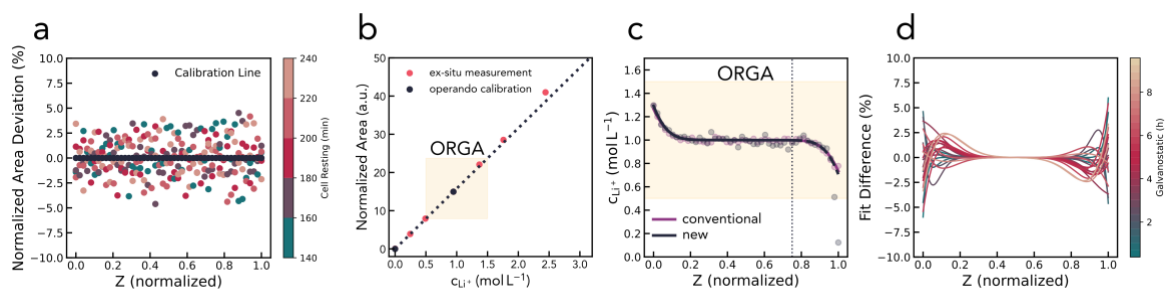 a
Normalized Area Deviation (%)
10.0
7.5
5.0
2.5
0.0
−2.5
−5.0
−7.5
−10.0
Calibration Line
0.0 0.2 0.4 0.6 0.8 1.0
Z (normalized)
240
220
200
180
160
140
Cell Resting (min)
b
Normalized Area (a.u.)
50
40
30
20
10
0
ex-situ measurement
operando calibration
ORGA
0.0 0.5 1.0 1.5 2.0 2.5 3.0
cLi⁺ (mol L⁻¹)
c
cLi⁺ (mol L⁻¹)
1.6
1.4
1.2
1.0
0.8
0.6
0.4
0.2
0.0
ORGA
conventional
new
0.0 0.2 0.4 0.6 0.8 1.0
Z (normalized)
d
Fit Difference (%)
10.0
7.5
5.0
2.5
0.0
−2.5
−5.0
−7.5
−10.0
0.0 0.2 0.4 0.6 0.8 1.0
Z (normalized)
8
6
4
2
Galvanostatic (h)